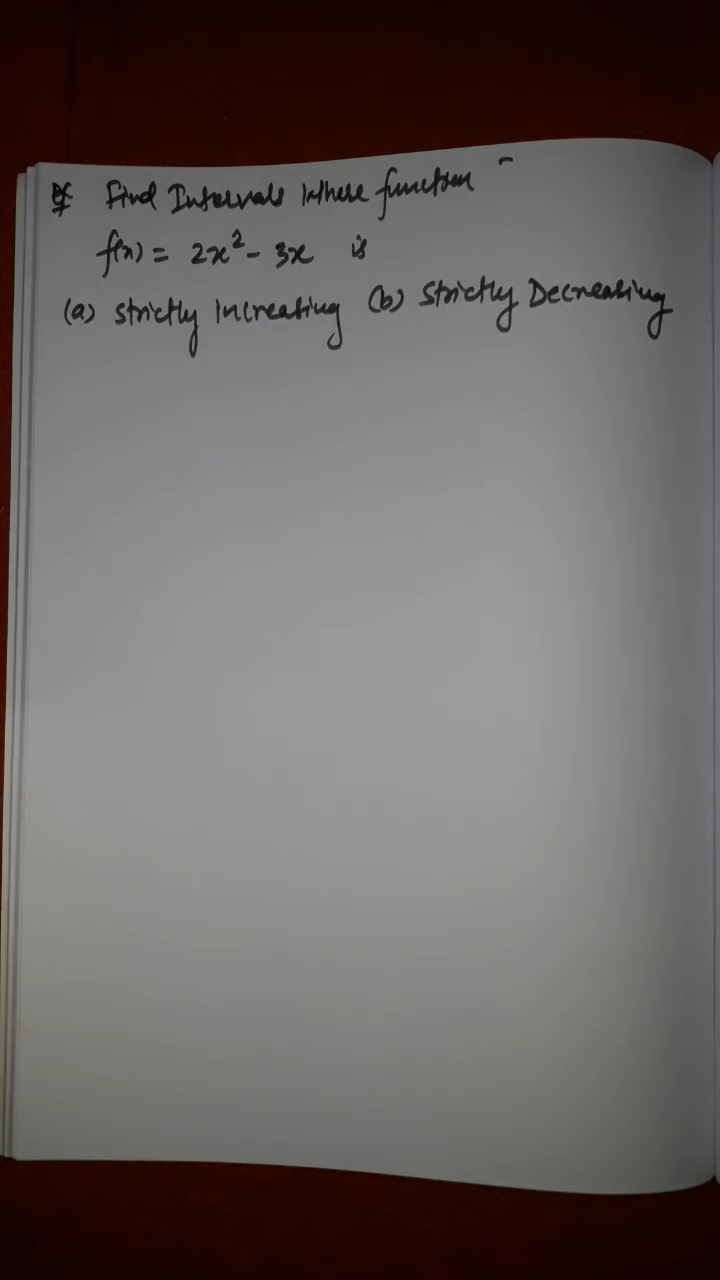 Q Find Intervals Where function
f(x) = 2x² - 3x is
(a) strictly increasing (b) Strictly Decreasing